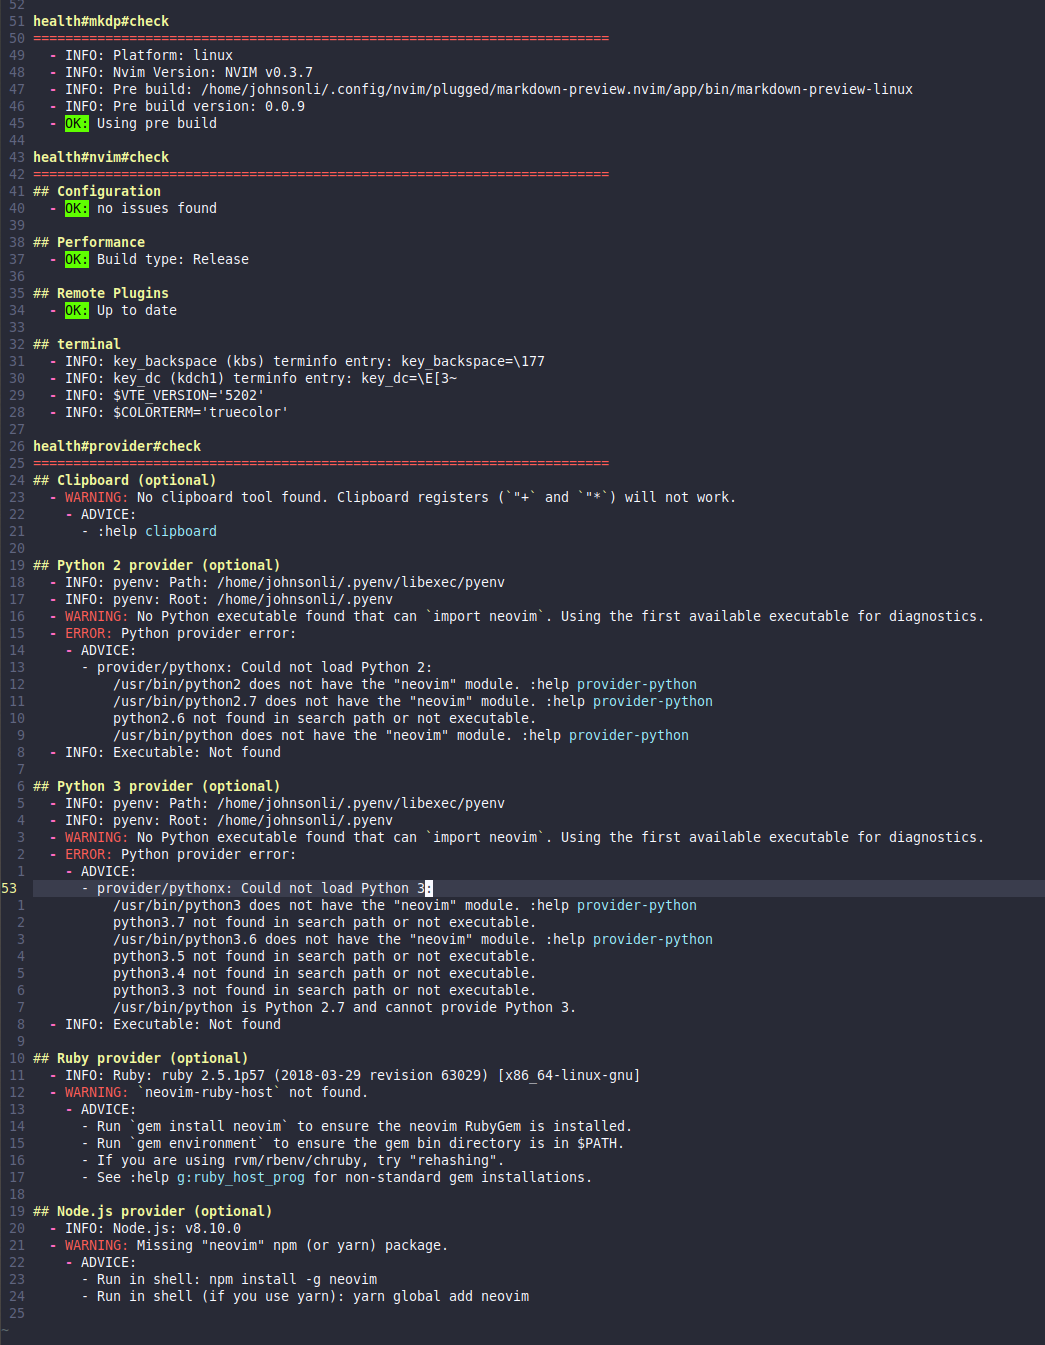 52
51 health#mkdp#check
50 ========================================================================
49   - INFO: Platform: linux
48   - INFO: Nvim Version: NVIM v0.3.7
47   - INFO: Pre build: /home/johnsonli/.config/nvim/plugged/markdown-preview.nvim/app/bin/markdown-preview-linux
46   - INFO: Pre build version: 0.0.9
45   - OK: Using pre build
44
43 health#nvim#check
42 ========================================================================
41 ## Configuration
40   - OK: no issues found
39
38 ## Performance
37   - OK: Build type: Release
36
35 ## Remote Plugins
34   - OK: Up to date
33
32 ## terminal
31   - INFO: key_backspace (kbs) terminfo entry: key_backspace=\177
30   - INFO: key_dc (kdch1) terminfo entry: key_dc=\E[3~
29   - INFO: $VTE_VERSION='5202'
28   - INFO: $COLORTERM='truecolor'
27
26 health#provider#check
25 ========================================================================
24 ## Clipboard (optional)
23   - WARNING: No clipboard tool found. Clipboard registers (`"+` and `"*`) will not work.
22     - ADVICE:
21       - :help clipboard
20
19 ## Python 2 provider (optional)
18   - INFO: pyenv: Path: /home/johnsonli/.pyenv/libexec/pyenv
17   - INFO: pyenv: Root: /home/johnsonli/.pyenv
16   - WARNING: No Python executable found that can `import neovim`. Using the first available executable for diagnostics.
15   - ERROR: Python provider error:
14     - ADVICE:
13       - provider/pythonx: Could not load Python 2:
12           /usr/bin/python2 does not have the "neovim" module. :help provider-python
11           /usr/bin/python2.7 does not have the "neovim" module. :help provider-python
10           python2.6 not found in search path or not executable.
9           /usr/bin/python does not have the "neovim" module. :help provider-python
8   - INFO: Executable: Not found
7
6 ## Python 3 provider (optional)
5   - INFO: pyenv: Path: /home/johnsonli/.pyenv/libexec/pyenv
4   - INFO: pyenv: Root: /home/johnsonli/.pyenv
3   - WARNING: No Python executable found that can `import neovim`. Using the first available executable for diagnostics.
2   - ERROR: Python provider error:
1     - ADVICE:
53       - provider/pythonx: Could not load Python 3:
1           /usr/bin/python3 does not have the "neovim" module. :help provider-python
2           python3.7 not found in search path or not executable.
3           /usr/bin/python3.6 does not have the "neovim" module. :help provider-python
4           python3.5 not found in search path or not executable.
5           python3.4 not found in search path or not executable.
6           python3.3 not found in search path or not executable.
7           /usr/bin/python is Python 2.7 and cannot provide Python 3.
8   - INFO: Executable: Not found
9
10 ## Ruby provider (optional)
11   - INFO: Ruby: ruby 2.5.1p57 (2018-03-29 revision 63029) [x86_64-linux-gnu]
12   - WARNING: `neovim-ruby-host` not found.
13     - ADVICE:
14       - Run `gem install neovim` to ensure the neovim RubyGem is installed.
15       - Run `gem environment` to ensure the gem bin directory is in $PATH.
16       - If you are using rvm/rbenv/chruby, try "rehashing".
17       - See :help g:ruby_host_prog for non-standard gem installations.
18
19 ## Node.js provider (optional)
20   - INFO: Node.js: v8.10.0
21   - WARNING: Missing "neovim" npm (or yarn) package.
22     - ADVICE:
23       - Run in shell: npm install -g neovim
24       - Run in shell (if you use yarn): yarn global add neovim
25
~